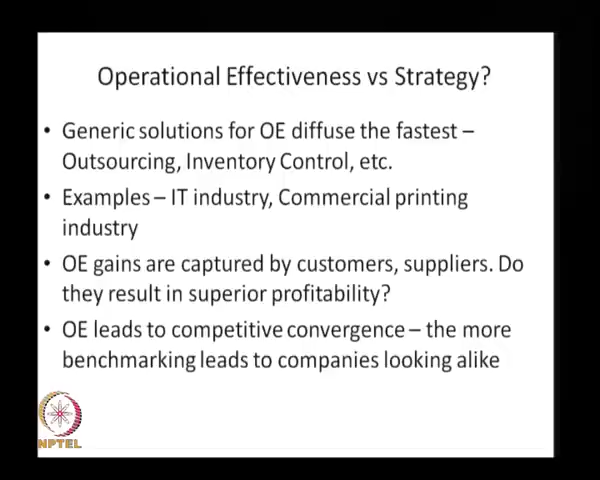 Operational Effectiveness vs Strategy?
• Generic solutions for OE diffuse the fastest –
Outsourcing, Inventory Control, etc.
• Examples – IT industry, Commercial printing
industry
• OE gains are captured by customers, suppliers. Do
they result in superior profitability?
• OE leads to competitive convergence – the more
benchmarking leads to companies looking alike
NPTEL